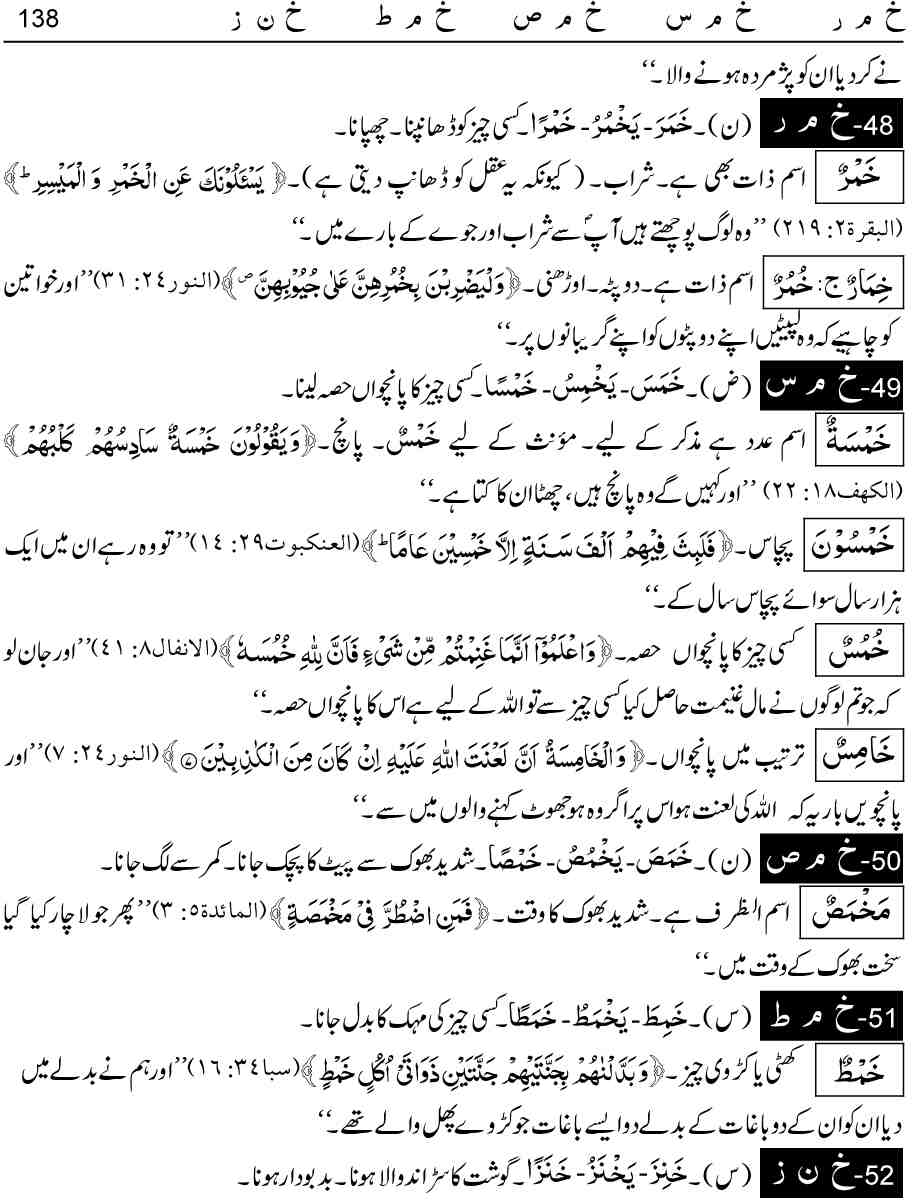 خ م ر خ م س خ م ص خ م ط خ ن ز 138
نے کر دیا ان کو پژمردہ ہونے والا۔‘‘
48-خ م ر (ن)۔ خَمَرَ - یَخْمُرُ - خَمْرًا۔ کسی چیز کو ڈھانپنا۔ چھپانا۔
خَمْرٌ اسم ذات بھی ہے۔ شراب۔ (کیونکہ یہ عقل کو ڈھانپ دیتی ہے)۔ ﴿یَسْئَلُوْنَکَ عَنِ الْخَمْرِ وَ الْمَیْسِرِ ؕ﴾
(البقرۃ۲: ۲۱۹) ’’وہ لوگ پوچھتے ہیں آپؐ سے شراب اور جوے کے بارے میں۔‘‘
خِمَارٌ ج: خُمُرٌ اسم ذات ہے۔ دوپٹہ۔ اوڑھنی۔ ﴿وَلْیَضْرِبْنَ بِخُمُرِھِنَّ عَلٰی جُیُوْبِھِنَّ ۪﴾ (النور۲۴: ۳۱) ’’اور خواتین
کو چاہیے کہ وہ لپیٹیں اپنے دوپٹوں کو اپنے گریبانوں پر۔‘‘
49-خ م س (ض)۔ خَمَسَ - یَخْمِسُ - خَمْسًا۔ کسی چیز کا پانچواں حصہ لینا۔
خَمْسَۃٌ اسم عدد ہے مذکر کے لیے۔ مؤنث کے لیے خَمْسٌ۔ پانچ۔ ﴿وَیَقُوْلُوْنَ خَمْسَۃٌ سَادِسُھُمْ کَلْبُھُمْ﴾
(الکھف۱۸: ۲۲) ’’اور کہیں گے وہ پانچ ہیں، چھٹا ان کا کتا ہے۔‘‘
خَمْسُوْنَ پچاس۔ ﴿فَلَبِثَ فِیْھِمْ اَلْفَ سَنَۃٍ اِلَّا خَمْسِیْنَ عَامًا ؕ﴾ (العنکبوت۲۹: ۱۴) ’’تو وہ رہے ان میں ایک
ہزار سال سوائے پچاس سال کے۔‘‘
خُمُسٌ کسی چیز کا پانچواں حصہ۔ ﴿وَاعْلَمُوْٓا اَنَّمَا غَنِمْتُمْ مِّنْ شَیْءٍ فَاَنَّ لِلّٰہِ خُمُسَہٗ﴾ (الانفال۸: ۴۱) ’’اور جان لو
کہ جو تم لوگوں نے مال غنیمت حاصل کیا کسی چیز سے تو اللہ کے لیے ہے اس کا پانچواں حصہ۔‘‘
خَامِسٌ ترتیب میں پانچواں۔ ﴿وَالْخَامِسَۃُ اَنَّ لَعْنَتَ اللّٰہِ عَلَیْہِ اِنْ کَانَ مِنَ الْکٰذِبِیْنَ ۷﴾ (النور۲۴: ۷) ’’اور
پانچویں بار یہ کہ اللہ کی لعنت ہو اس پر اگر وہ ہو جھوٹ کہنے والوں میں سے۔‘‘
50-خ م ص (ن)۔ خَمَصَ - یَخْمُصُ - خَمْصًا۔ شدید بھوک سے پیٹ کا پچک جانا۔ کمر سے لگ جانا۔
مَخْمَصٌ اسم الظرف ہے۔ شدید بھوک کا وقت۔ ﴿فَمَنِ اضْطُرَّ فِیْ مَخْمَصَۃٍ﴾ (المائدۃ۵: ۳) ’’پھر جو لاچار کیا گیا
سخت بھوک کے وقت میں۔‘‘
51-خ م ط (س)۔ خَمِطَ - یَخْمَطُ - خَمَطًا۔ کسی چیز کی مہک کا بدل جانا۔
خَمْطٌ کھٹی یا کڑوی چیز۔ ﴿وَبَدَّلْنٰھُمْ بِجَنَّتَیْھِمْ جَنَّتَیْنِ ذَوَاتَیْ اُکُلٍ خَمْطٍ﴾ (سبا۳۴: ۱۶) ’’اور ہم نے بدلے میں
دیا ان کو ان کے دو باغات کے بدلے دو ایسے باغات جو کڑوے پھل والے تھے۔‘‘
52-خ ن ز (س)۔ خَنِزَ - یَخْنَزُ - خَنَزًا۔ گوشت کا سڑاند والا ہونا۔ بدبودار ہونا۔